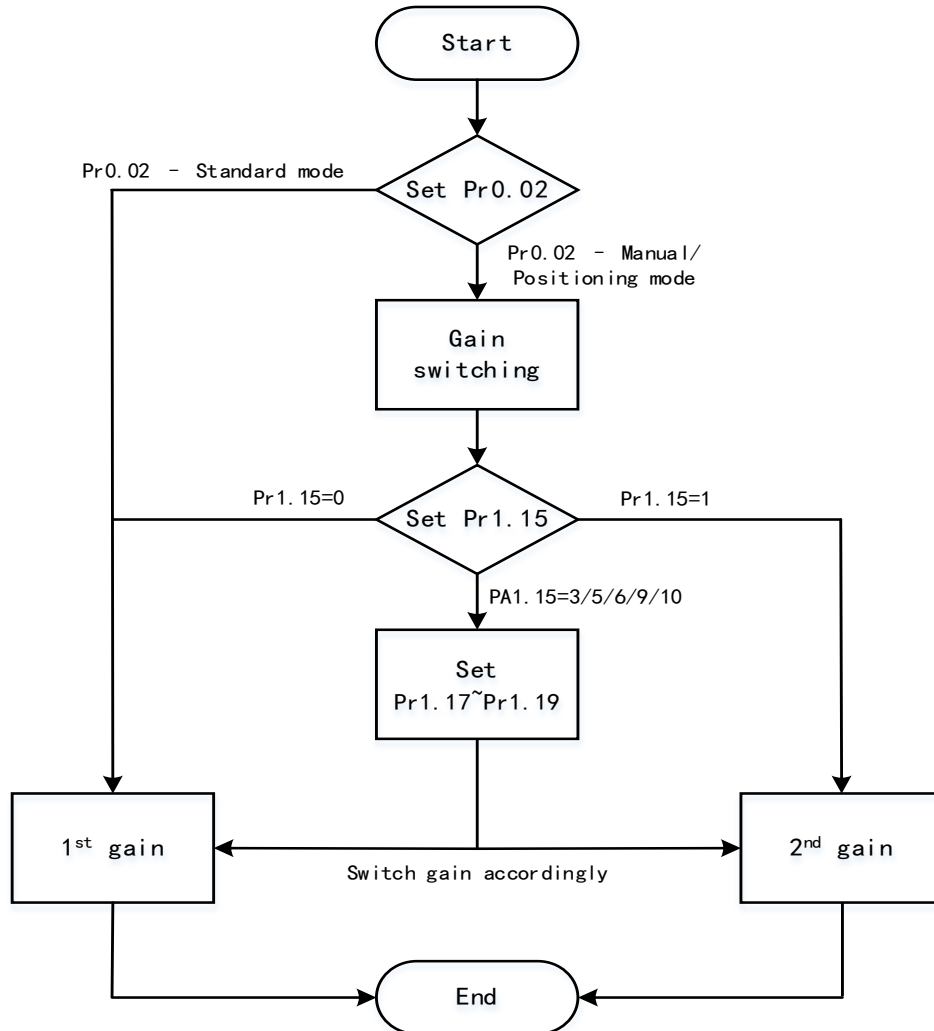 Start
Pr0.02 - Standard mode
Set Pr0.02
Pr0.02 - Manual/
Positioning mode
Gain
switching
Pr1.15=0
Set Pr1.15
Pr1.15=1
PA1.15=3/5/6/9/10
Set
Pr1.17~Pr1.19
1st gain
2nd gain
Switch gain accordingly
End